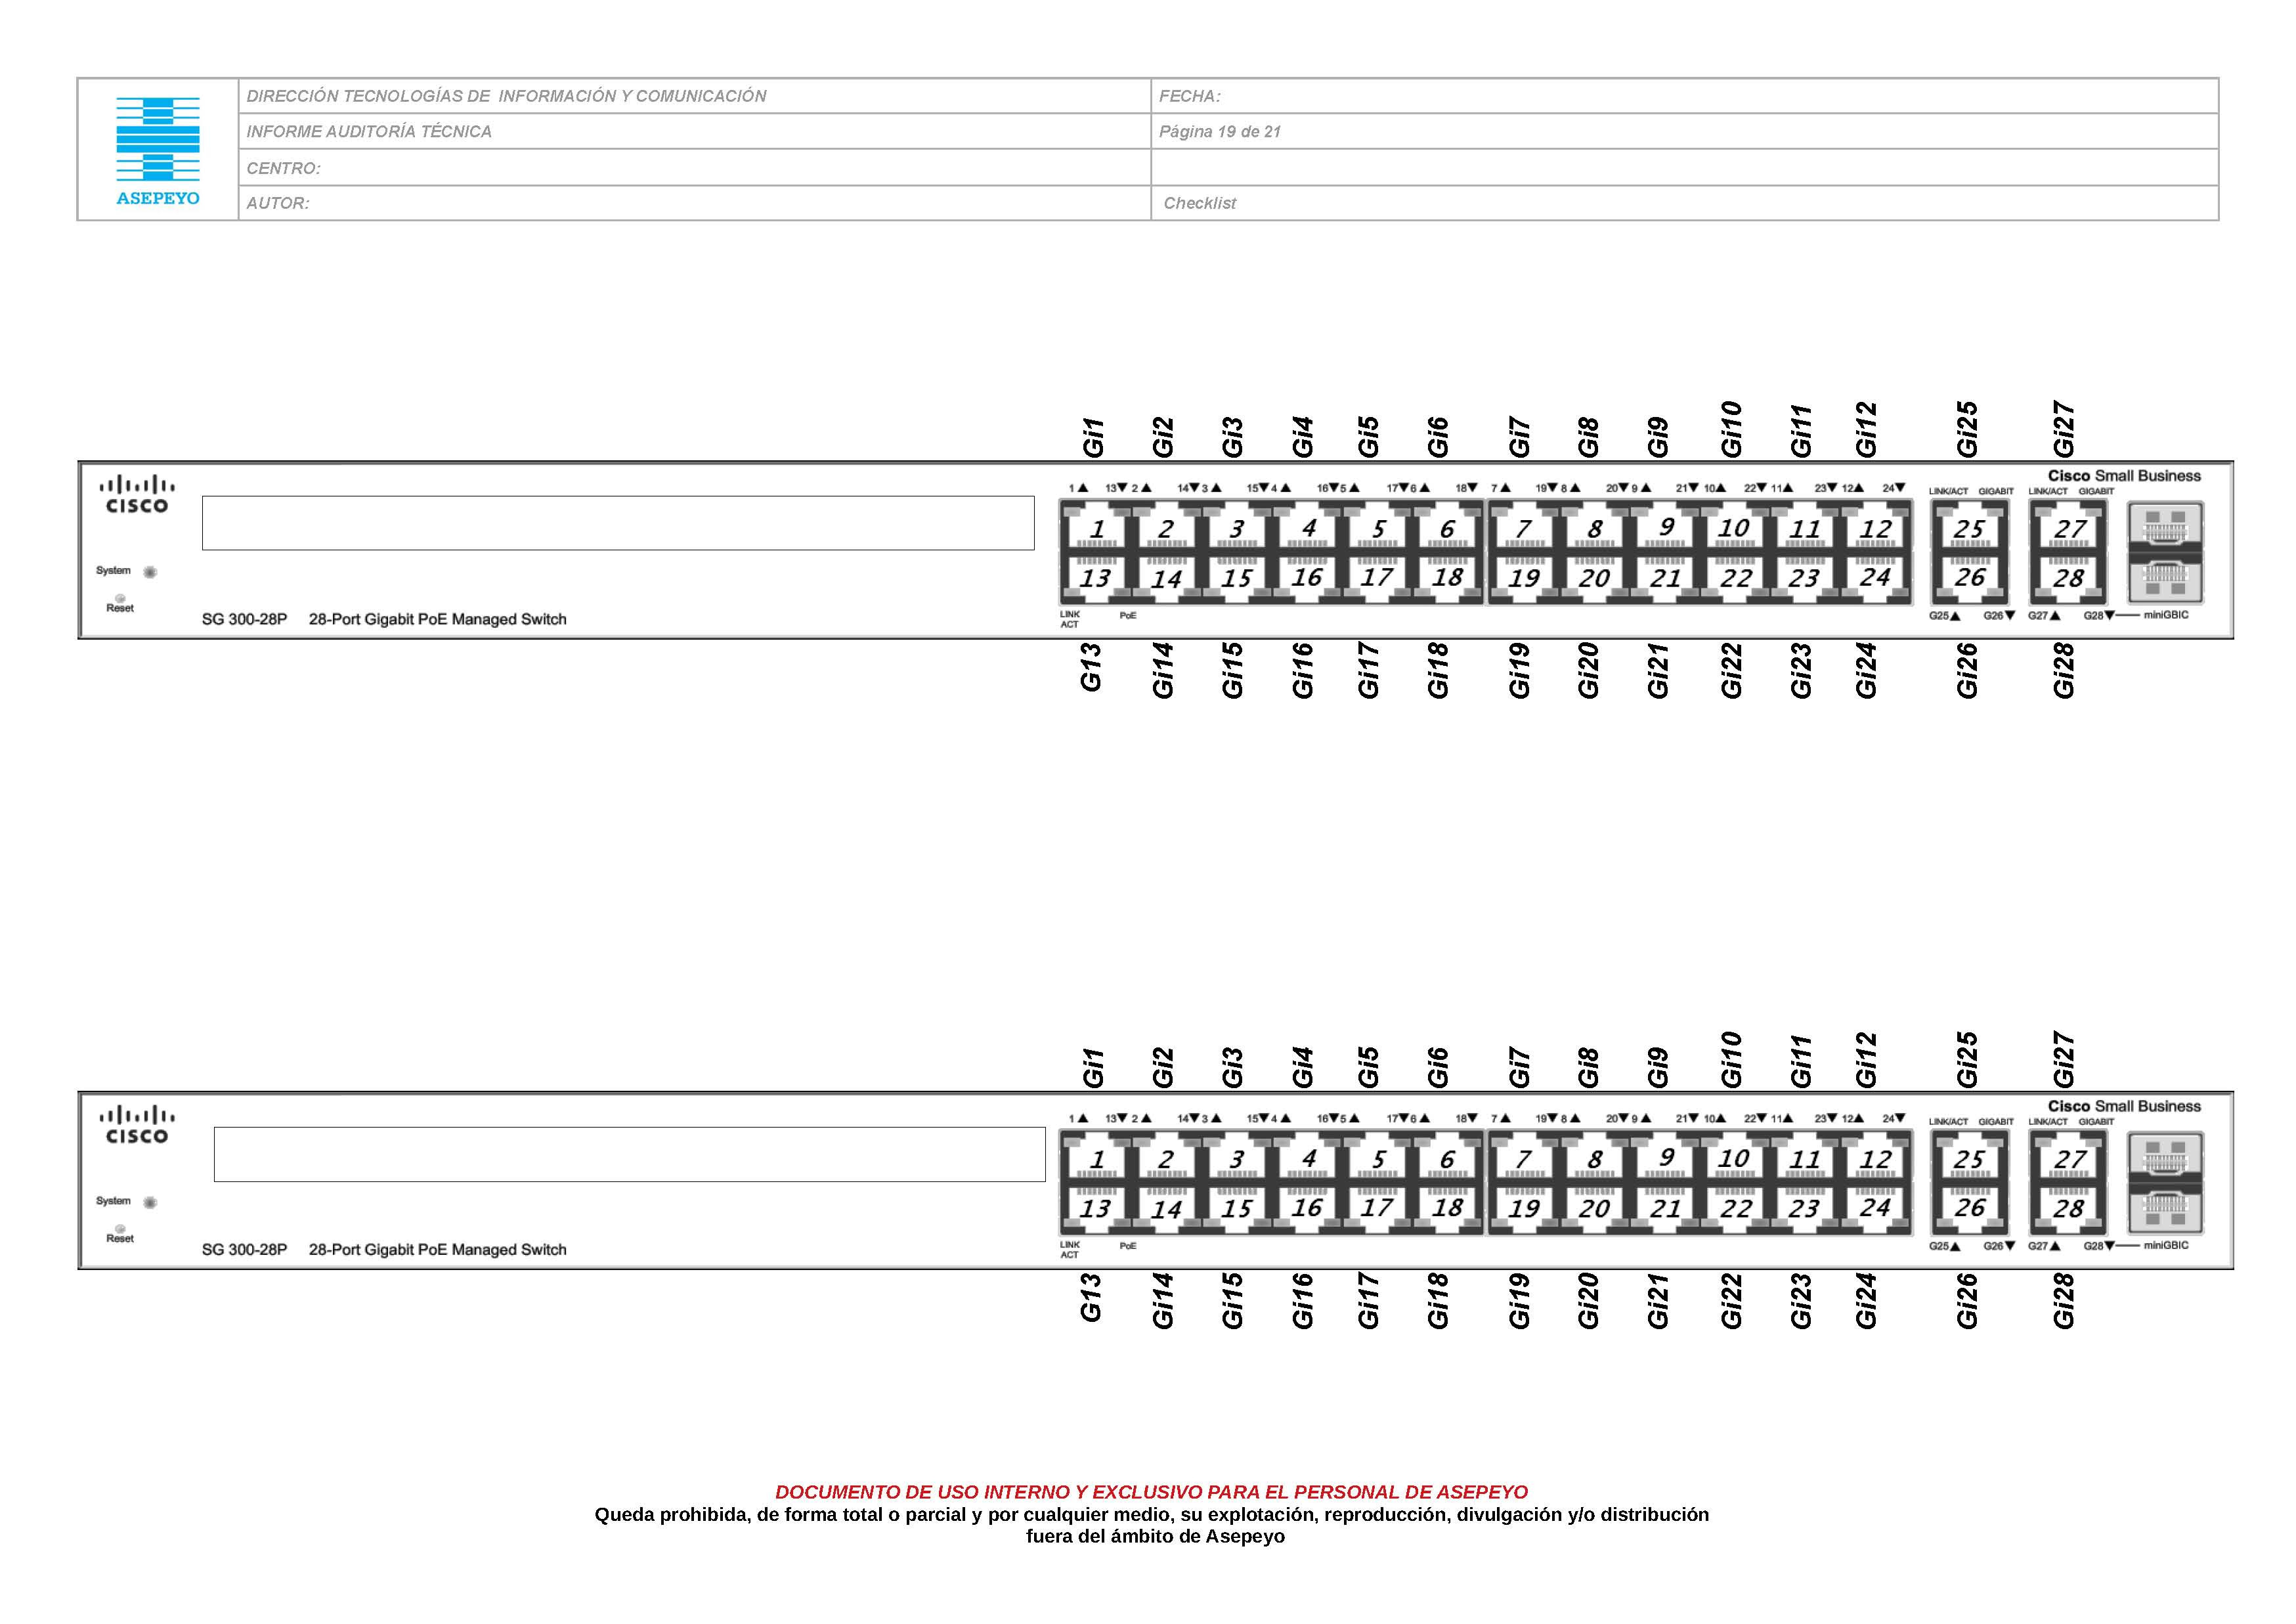 DIRECCIÓN TECNOLOGÍAS DE  INFORMACIÓN Y COMUNICACIÓN
FECHA:
INFORME AUDITORÍA TÉCNICA
Página 19 de 21
CENTRO:
ASEPEYO
AUTOR:
Checklist
Gi1 Gi2 Gi3 Gi4 Gi5 Gi6 Gi7 Gi8 Gi9 Gi10 Gi11 Gi12 Gi25 Gi27
Cisco Small Business
CISCO
1▲ 13▼ 2▲ 14▼ 3▲ 15▼ 4▲ 16▼ 5▲ 17▼ 6▲ 18▼ 7▲ 19▼ 8▲ 20▼ 9▲ 21▼ 10▲ 22▼ 11▲ 23▼ 12▲ 24▼
LINK/ACT GIGABIT LINK/ACT GIGABIT
1 2 3 4 5 6 7 8 9 10 11 12 25 27
System
13 14 15 16 17 18 19 20 21 22 23 24 26 28
Reset
LINK
ACT
PoE
G25▲ G26▼ G27▲ G28▼ miniGBIC
SG 300-28P 28-Port Gigabit PoE Managed Switch
G13 Gi14 Gi15 Gi16 Gi17 Gi18 Gi19 Gi20 Gi21 Gi22 Gi23 Gi24 Gi26 Gi28
Gi1 Gi2 Gi3 Gi4 Gi5 Gi6 Gi7 Gi8 Gi9 Gi10 Gi11 Gi12 Gi25 Gi27
Cisco Small Business
CISCO
1▲ 13▼ 2▲ 14▼ 3▲ 15▼ 4▲ 16▼ 5▲ 17▼ 6▲ 18▼ 7▲ 19▼ 8▲ 20▼ 9▲ 21▼ 10▲ 22▼ 11▲ 23▼ 12▲ 24▼
LINK/ACT GIGABIT LINK/ACT GIGABIT
1 2 3 4 5 6 7 8 9 10 11 12 25 27
System
13 14 15 16 17 18 19 20 21 22 23 24 26 28
Reset
LINK
ACT
PoE
G25▲ G26▼ G27▲ G28▼ miniGBIC
SG 300-28P 28-Port Gigabit PoE Managed Switch
G13 Gi14 Gi15 Gi16 Gi17 Gi18 Gi19 Gi20 Gi21 Gi22 Gi23 Gi24 Gi26 Gi28
DOCUMENTO DE USO INTERNO Y EXCLUSIVO PARA EL PERSONAL DE ASEPEYO
Queda prohibida, de forma total o parcial y por cualquier medio, su explotación, reproducción, divulgación y/o distribución
fuera del ámbito de Asepeyo